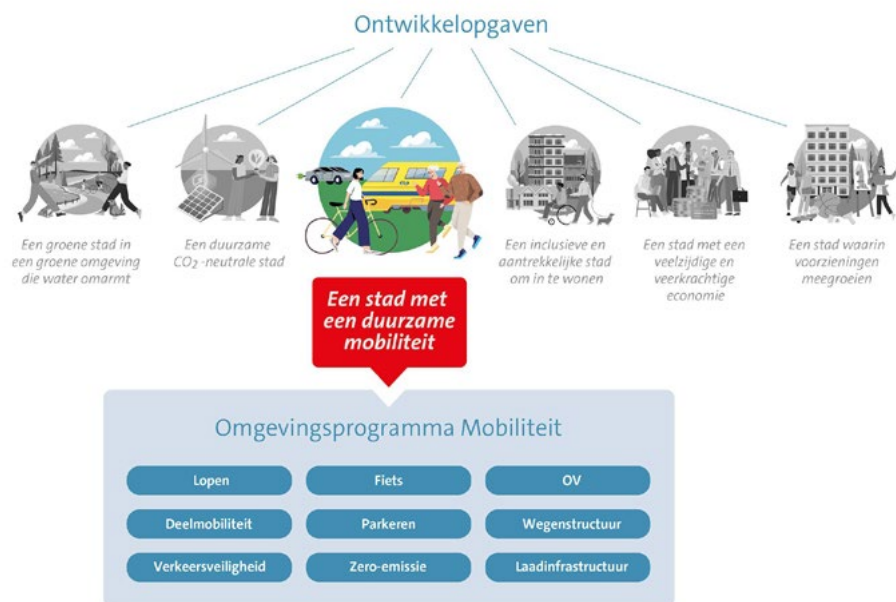 Ontwikkelopgaven
Een groene stad in
een groene omgeving
die water omarmt
Een duurzame
CO2 -neutrale stad
Een stad met
een duurzame
mobiliteit
Een inclusieve en
aantrekkelijke stad
om in te wonen
Een stad met een
veelzijdige en
veerkrachtige
economie
Een stad waarin
voorzieningen
meegroeien
Omgevingsprogramma Mobiliteit
Lopen
Fiets
OV
Deelmobiliteit
Parkeren
Wegenstructuur
Verkeersveiligheid
Zero-emissie
Laadinfrastructuur